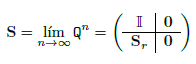 S = lím_{n→∞} Q^n = ( 𝕀 | 0
S_r | 0 )